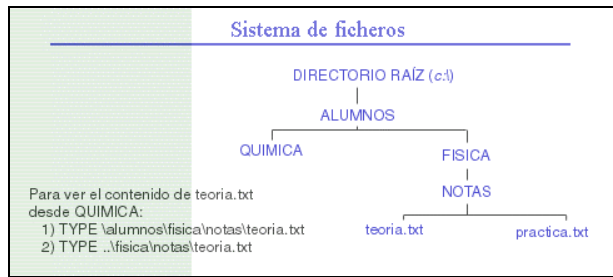 Sistema de ficheros
DIRECTORIO RAÍZ (c:\)
ALUMNOS
QUIMICA
FISICA
NOTAS
teoria.txt
practica.txt
Para ver el contenido de teoria.txt
desde QUIMICA:
1) TYPE \alumnos\fisica\notas\teoria.txt
2) TYPE ..\fisica\notas\teoria.txt